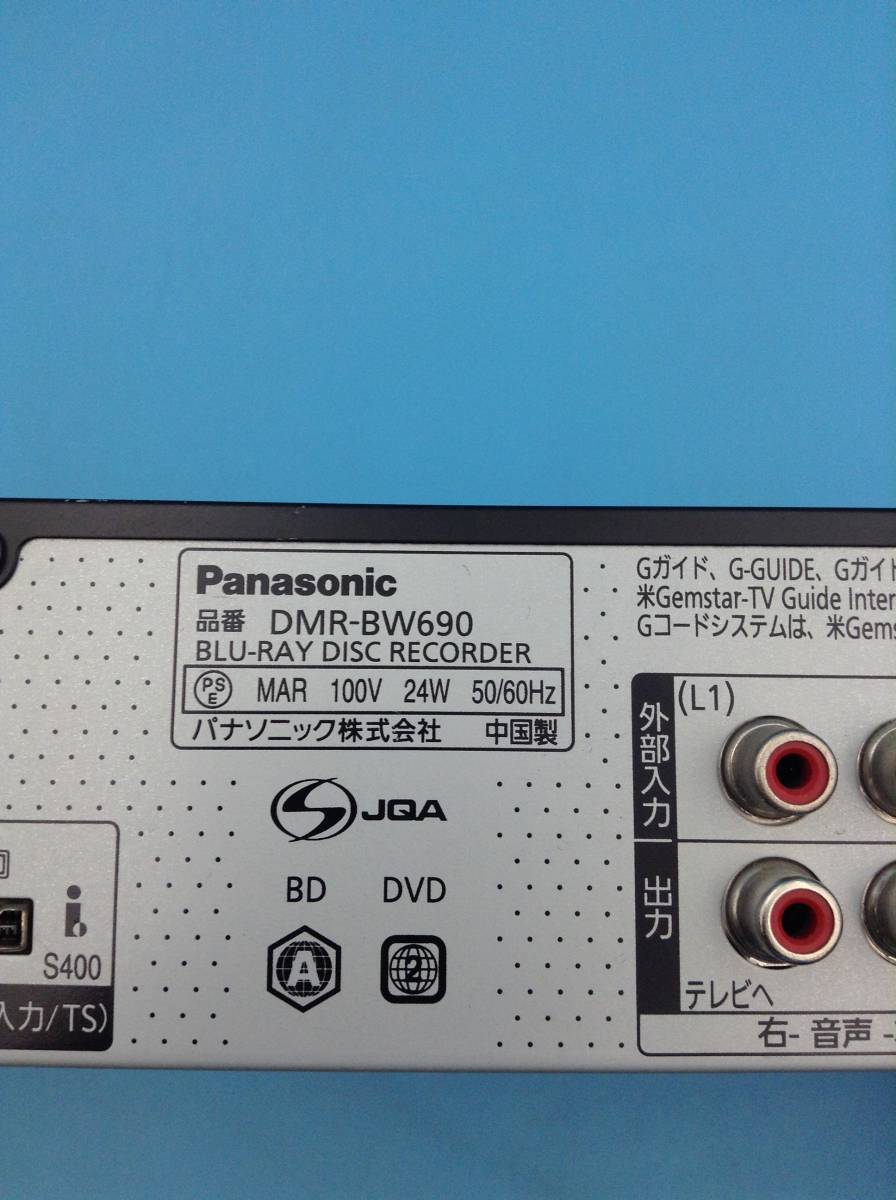 Panasonic
品番 DMR-BW690
BLU-RAY DISC RECORDER
PSE MAR 100V 24W 50/60Hz
パナソニック株式会社 中国製
JQA
BD DVD
A 2
S400
入力/TS)
Gガイド、G-GUIDE、Gガイド
米Gemstar-TV Guide Inter
Gコードシステムは、米Gems
(L1)
外部入力
出力
テレビへ
右- 音声 -